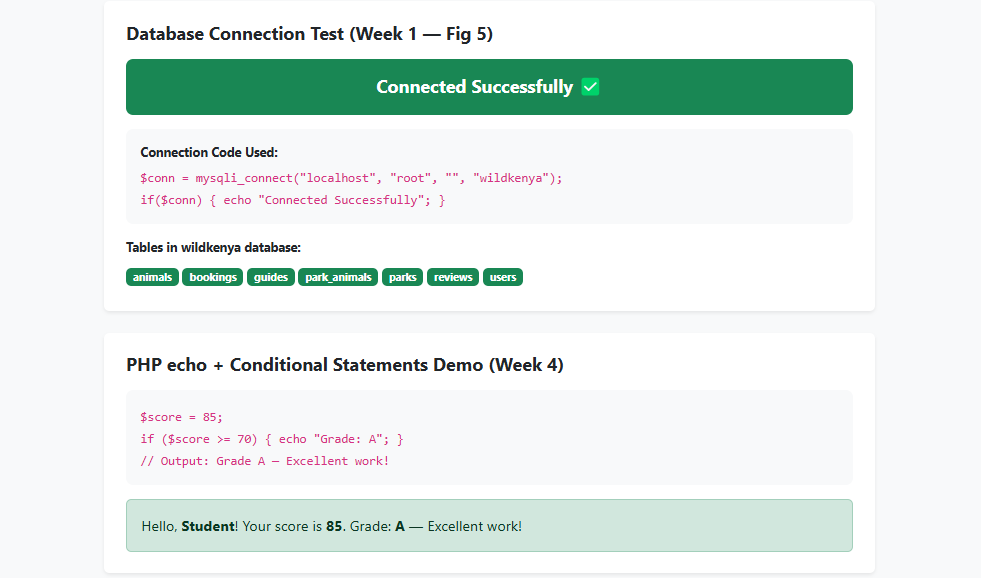 Database Connection Test (Week 1 — Fig 5)
Connected Successfully ✅
Connection Code Used:
$conn = mysqli_connect("localhost", "root", "", "wildkenya");
if($conn) { echo "Connected Successfully"; }
Tables in wildkenya database:
animals bookings guides park_animals parks reviews users
PHP echo + Conditional Statements Demo (Week 4)
$score = 85;
if ($score >= 70) { echo "Grade: A"; }
// Output: Grade A — Excellent work!
Hello, Student! Your score is 85. Grade: A — Excellent work!